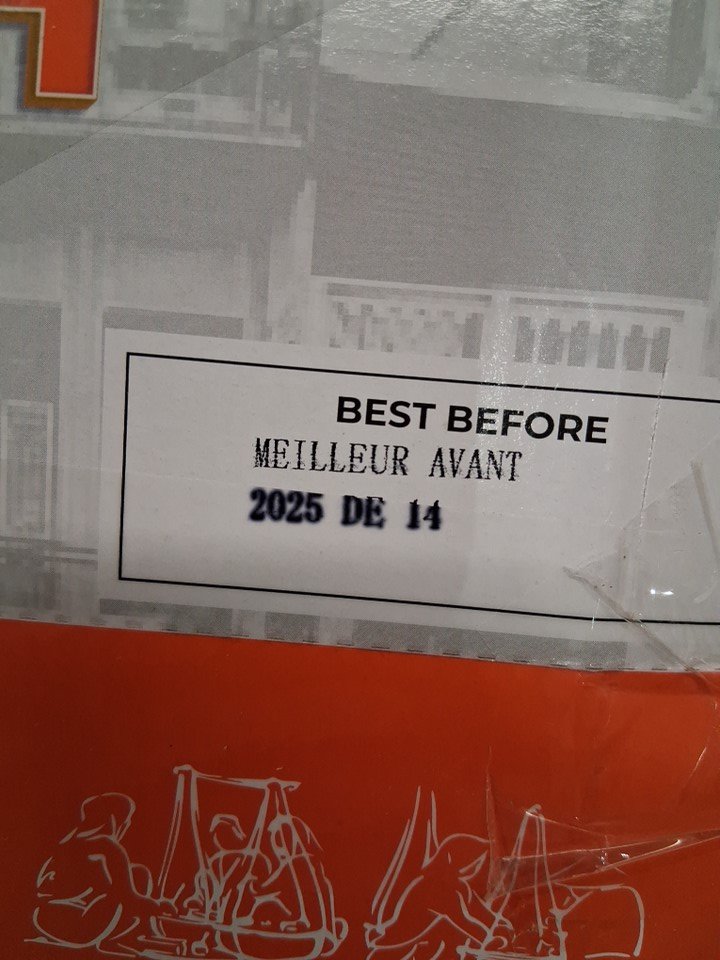 BEST BEFORE
MEILLEUR AVANT
2025 DE 14